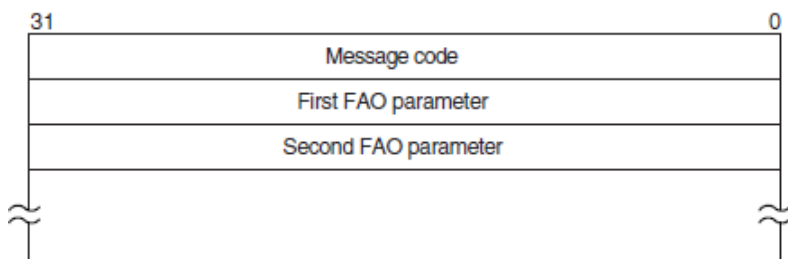 31 0
Message code
First FAO parameter
Second FAO parameter